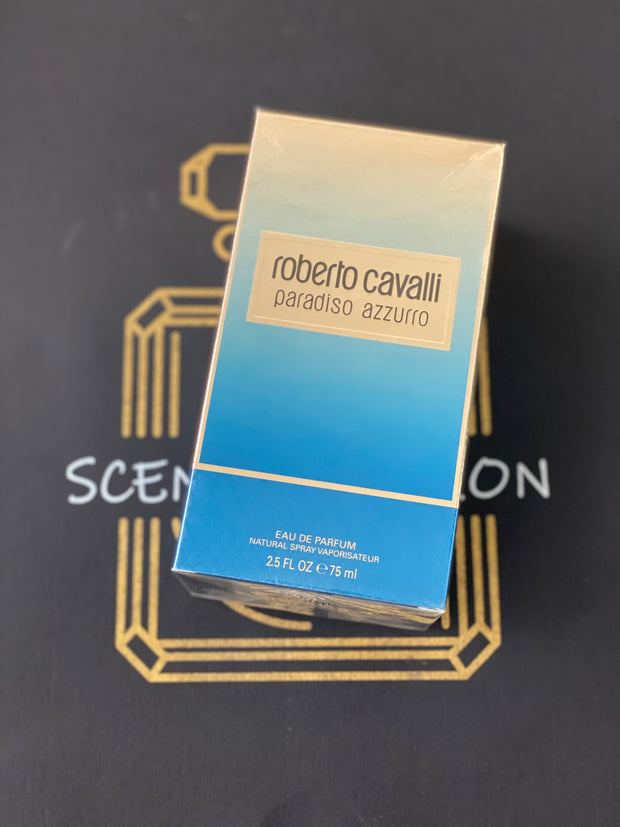 roberto cavalli
paradiso azzurro
SCEN ON
EAU DE PARFUM
NATURAL SPRAY VAPORISATEUR
2.5 FL OZ ℮ 75 ml